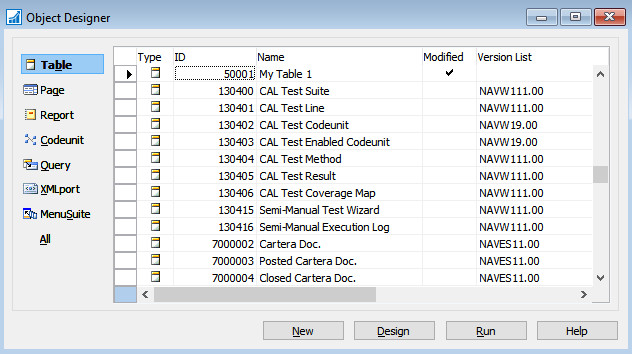 Object Designer
Type ID Name Modified Version List
Table
Page
Report
Codeunit
Query
XMLport
MenuSuite
All
50001 My Table 1
130400 CAL Test Suite NAVW111.00
130401 CAL Test Line NAVW111.00
130402 CAL Test Codeunit NAVW19.00
130403 CAL Test Enabled Codeunit NAVW19.00
130404 CAL Test Method NAVW111.00
130405 CAL Test Result NAVW111.00
130406 CAL Test Coverage Map NAVW111.00
130415 Semi-Manual Test Wizard NAVW111.00
130416 Semi-Manual Execution Log NAVW111.00
7000002 Cartera Doc. NAVES11.00
7000003 Posted Cartera Doc. NAVES11.00
7000004 Closed Cartera Doc. NAVES11.00
New Design Run Help